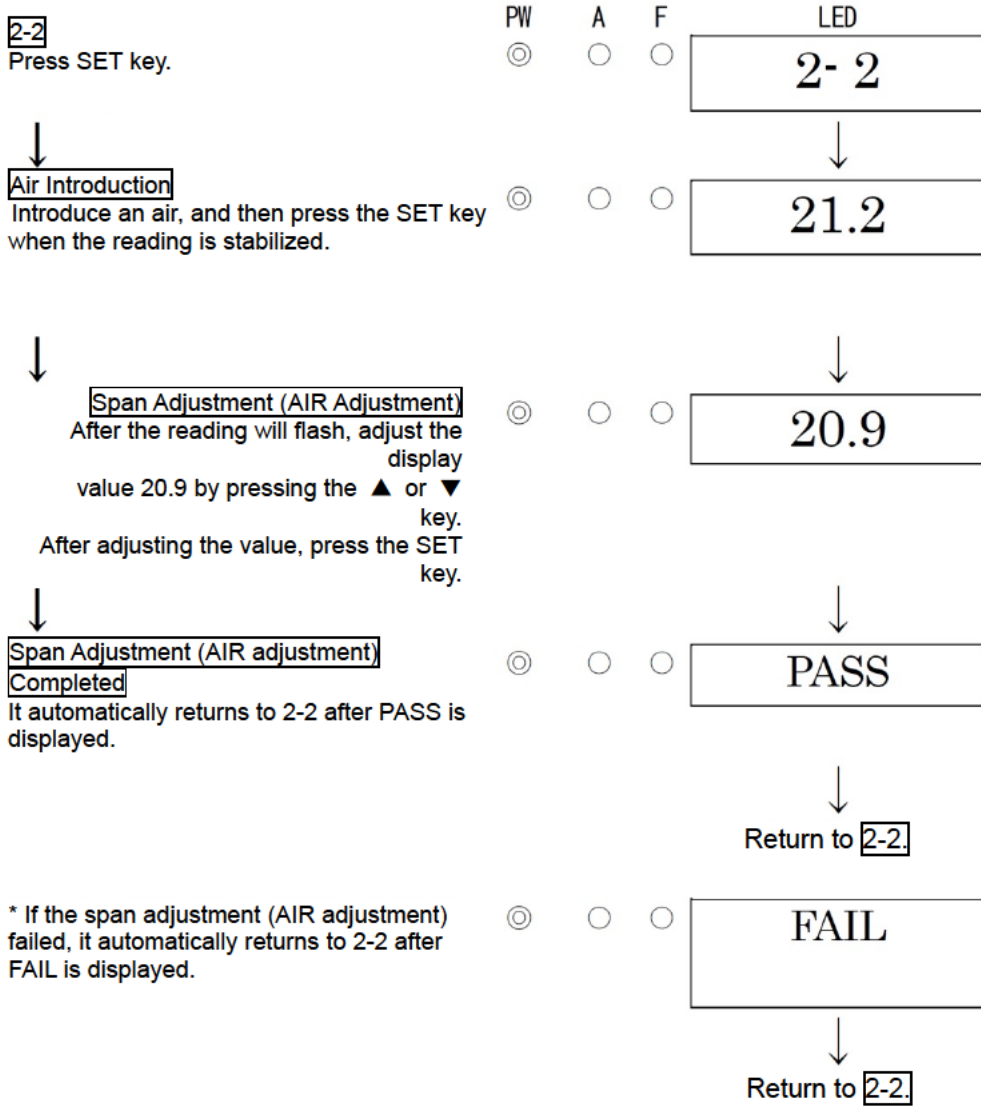 PW A F LED
2-2
Press SET key.
2- 2
↓ ↓
Air Introduction
Introduce an air, and then press the SET key
when the reading is stabilized.
21.2
↓ ↓
Span Adjustment (AIR Adjustment)
After the reading will flash, adjust the
display
value 20.9 by pressing the ▲ or ▼
key.
After adjusting the value, press the SET
key.
20.9
↓ ↓
Span Adjustment (AIR adjustment)
Completed
It automatically returns to 2-2 after PASS is
displayed.
PASS
↓
Return to 2-2.
* If the span adjustment (AIR adjustment)
failed, it automatically returns to 2-2 after
FAIL is displayed.
FAIL
↓
Return to 2-2.